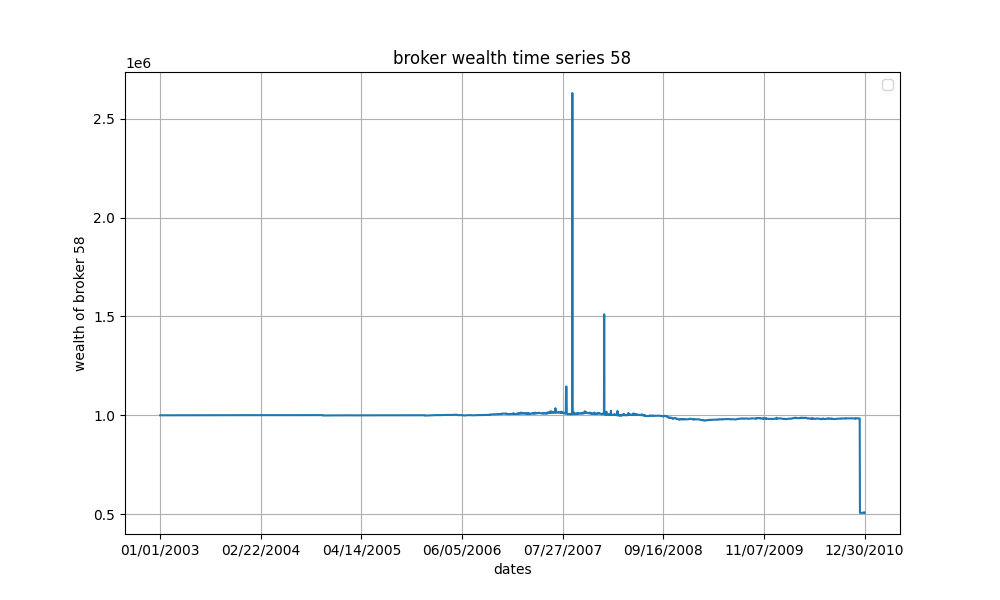 broker wealth time series 58
1e6
2.5
2.0
1.5
1.0
0.5
wealth of broker 58
01/01/2003 02/22/2004 04/14/2005 06/05/2006 07/27/2007 09/16/2008 11/07/2009 12/30/2010
dates